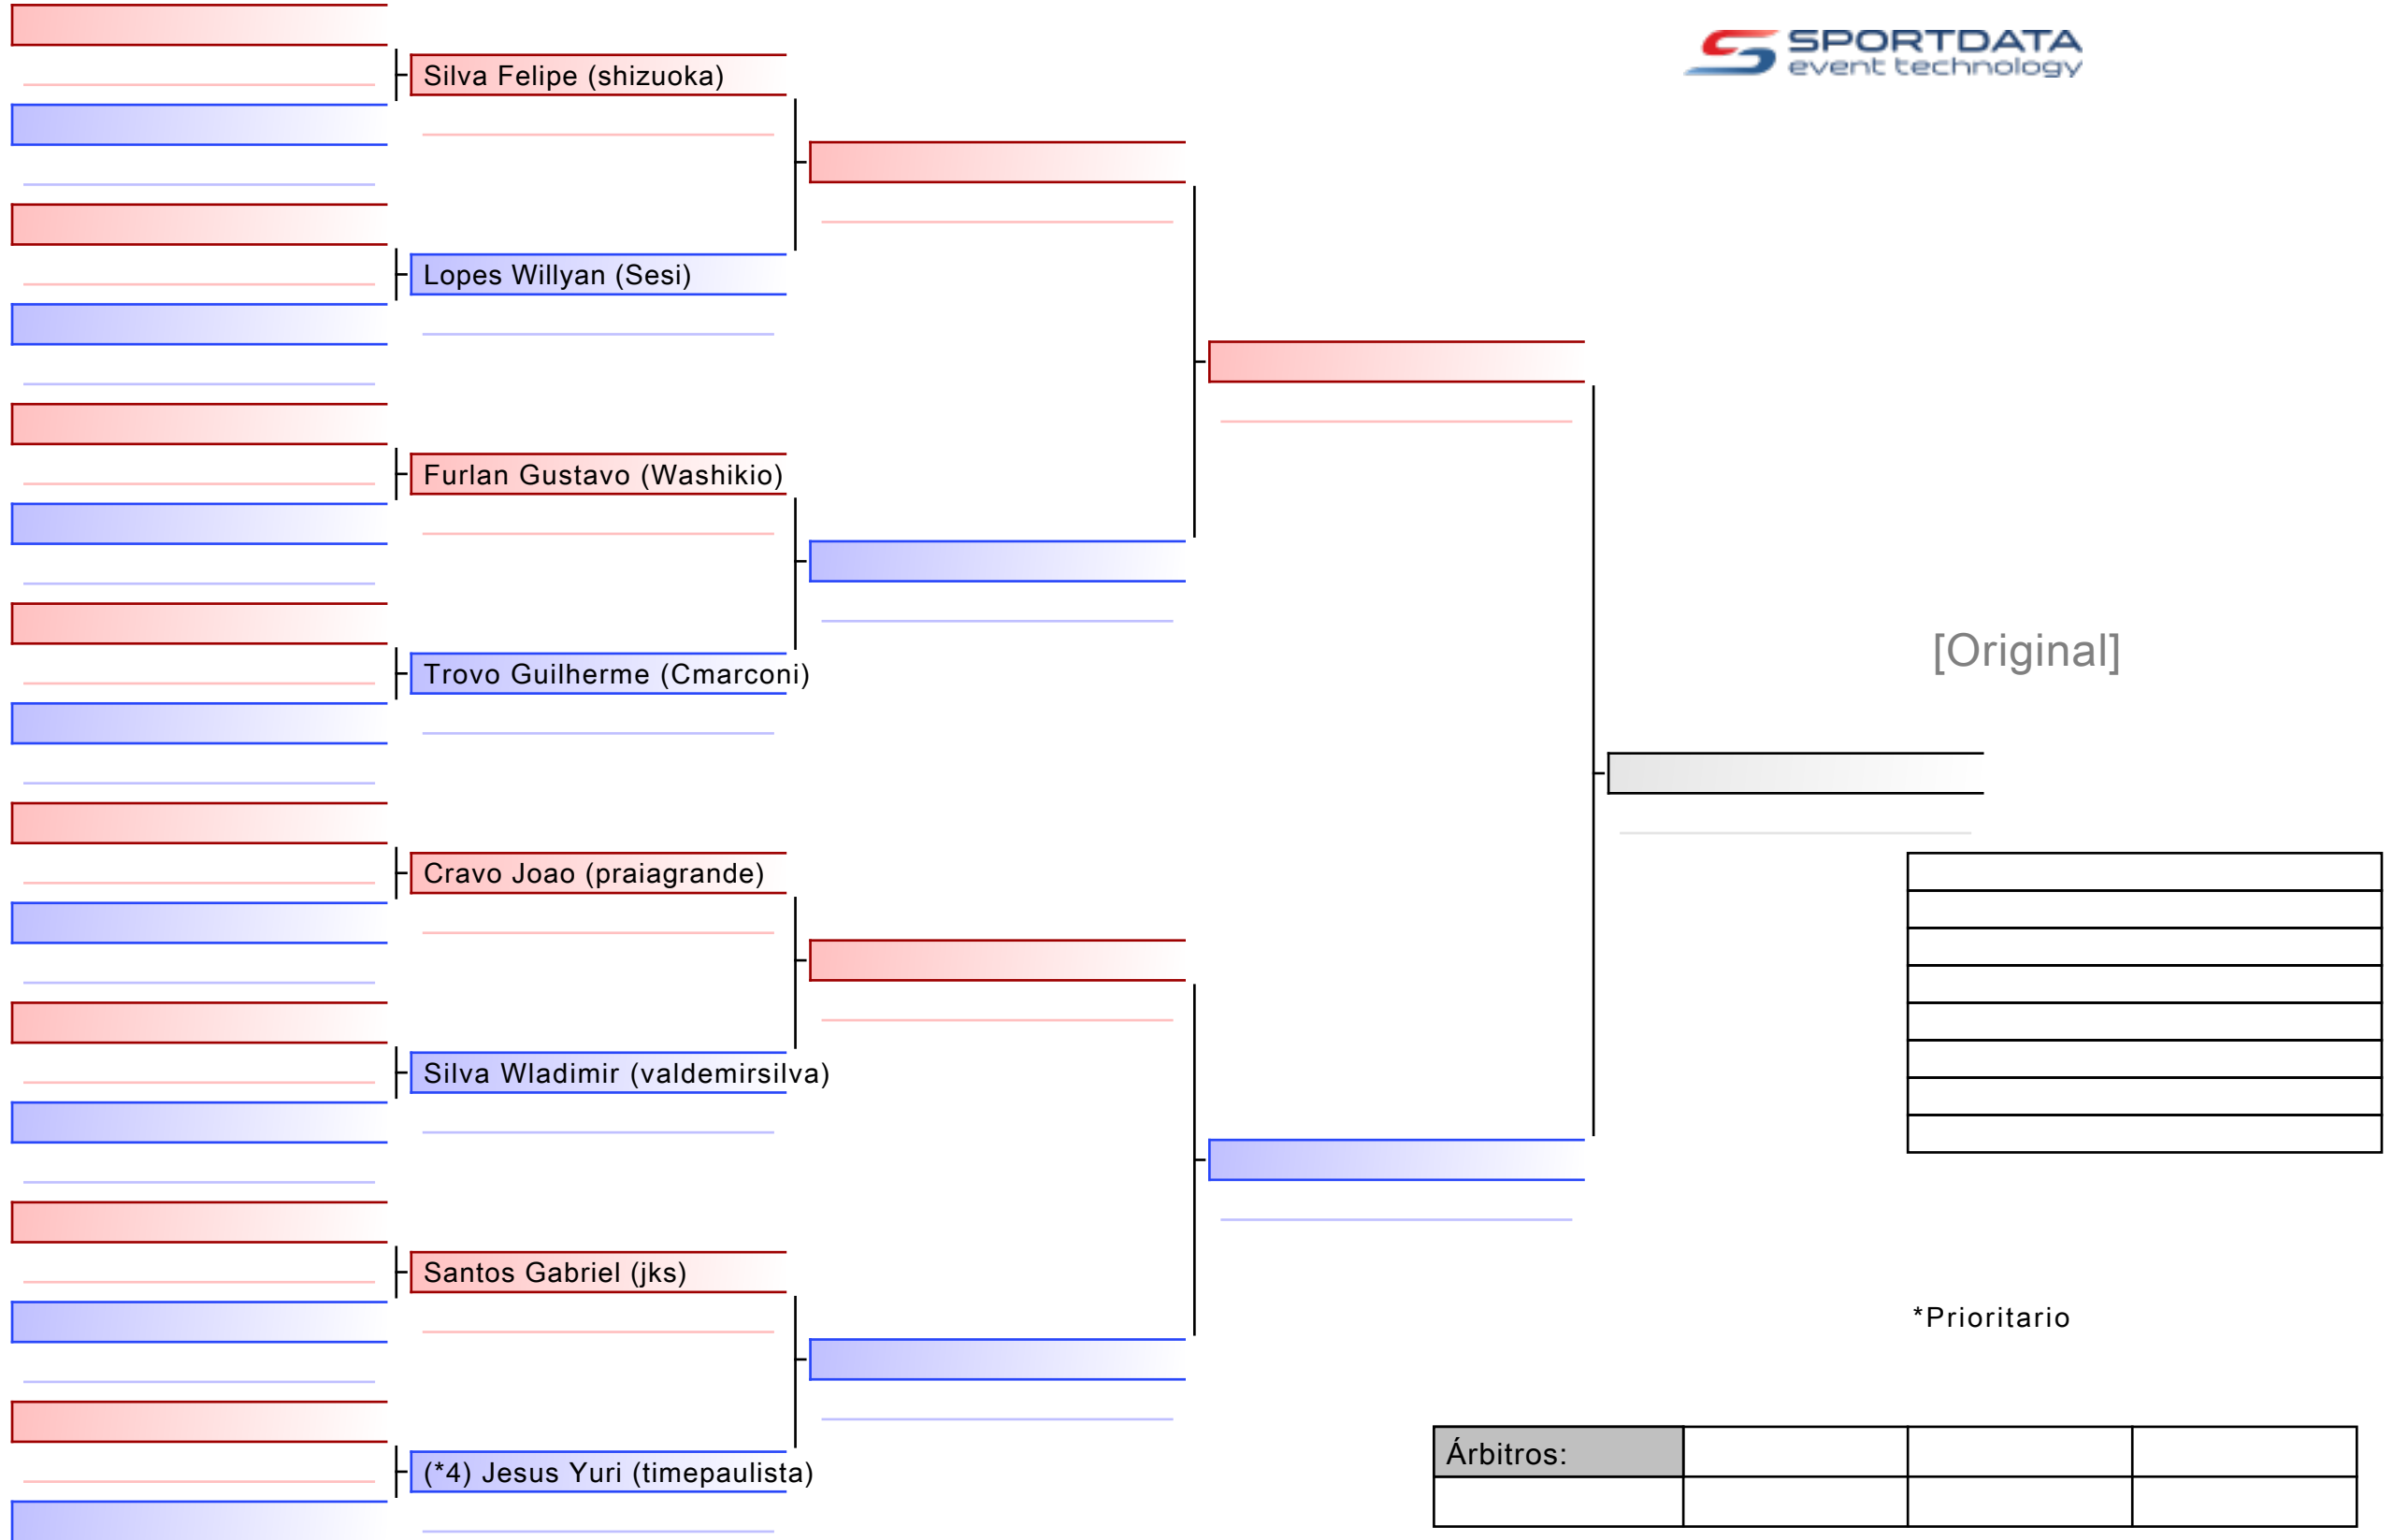 SPORTDATA
event technology
Silva Felipe (shizuoka)
Lopes Willyan (Sesi)
Furlan Gustavo (Washikio)
Trovo Guilherme (Cmarconi)
[Original]
Cravo Joao (praiagrande)
Silva Wladimir (valdemirsilva)
Santos Gabriel (jks)
*Prioritario
(*4) Jesus Yuri (timepaulista)
Árbitros: